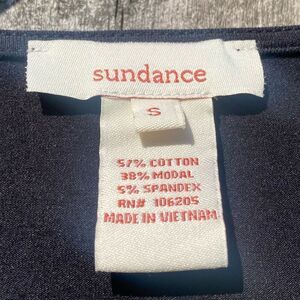 sundance
S
57% COTTON
38% MODAL
5% SPANDEX
RN# 106205
MADE IN VIETNAM